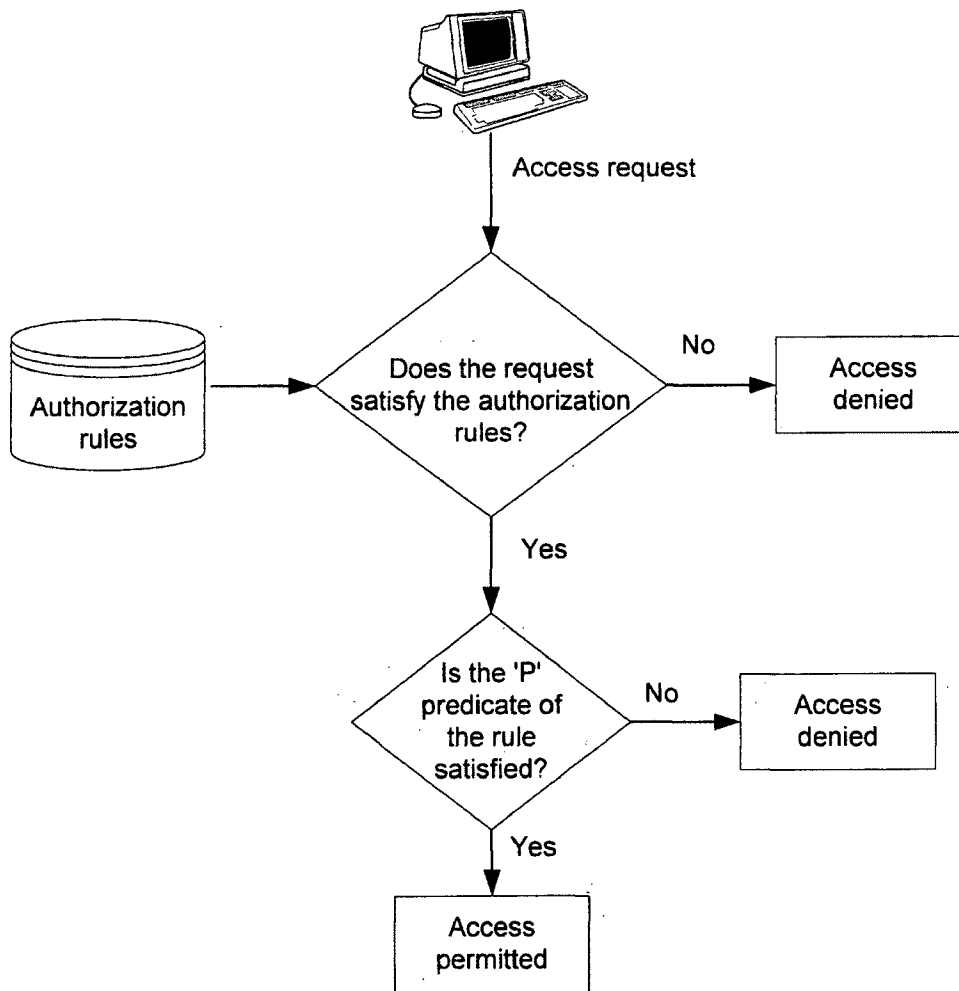 Access request
Does the request
satisfy the authorization
rules?
No
Access
denied
Authorization
rules
Yes
Is the 'P'
predicate of
the rule
satisfied?
No
Access
denied
Yes
Access
permitted